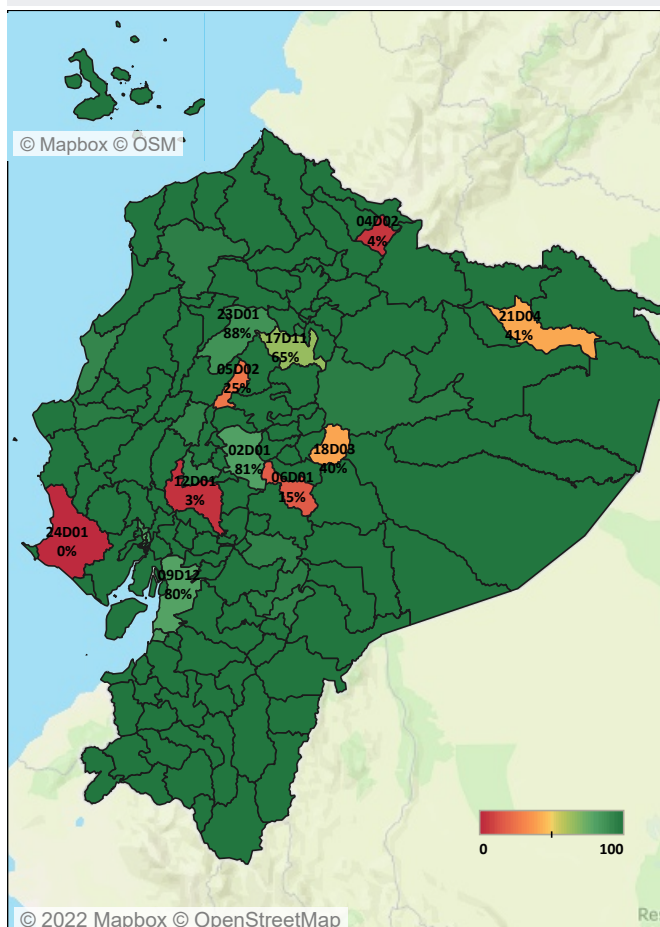 © Mapbox © OSM
04D02
4%
21D04
41%
23D01
88%
17D11
65%
05D02
25%
02D01
81%
18D03
40%
12D01
3%
06D01
15%
24D01
0%
09D12
80%
0
100
© 2022 Mapbox © OpenStreetMap